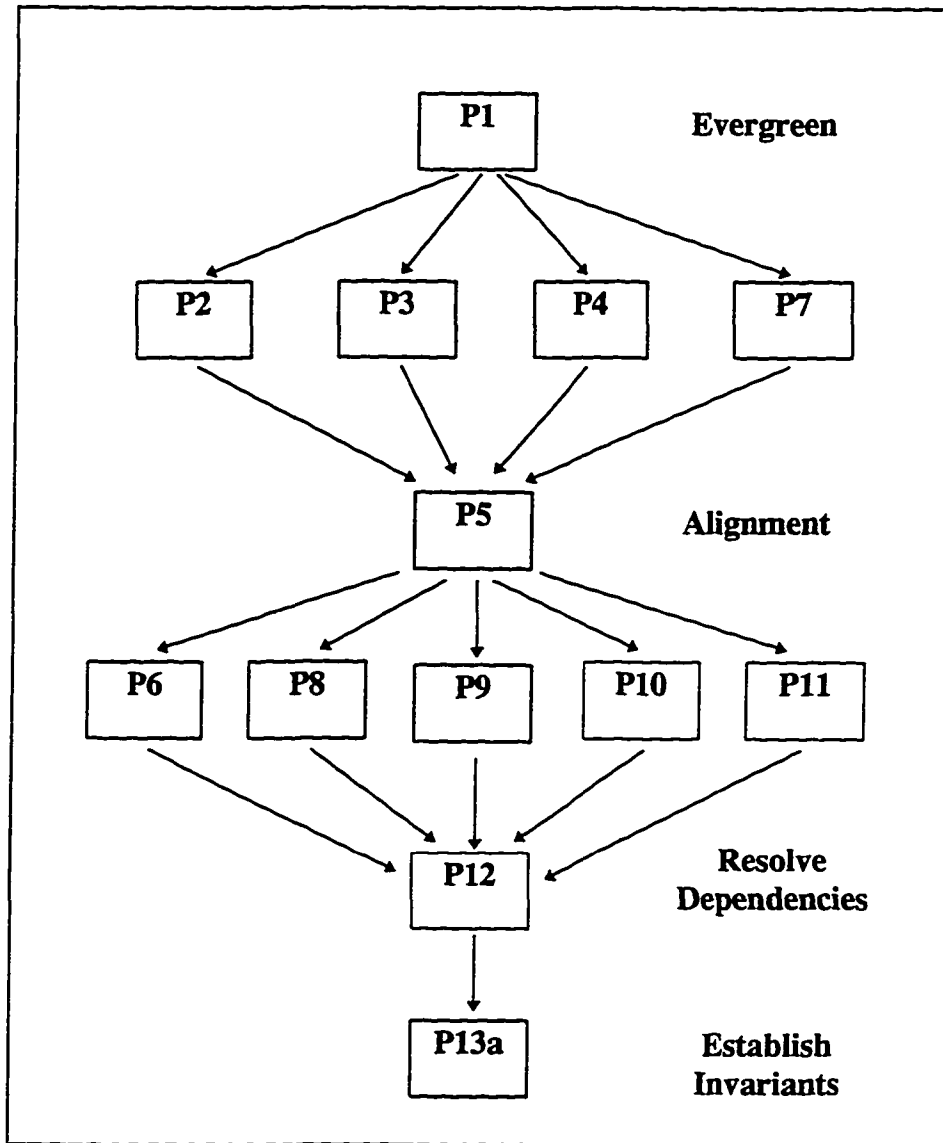 P1
Evergreen
P2
P3
P4
P7
P5
Alignment
P6
P8
P9
P10
P11
P12
Resolve
Dependencies
P13a
Establish
Invariants